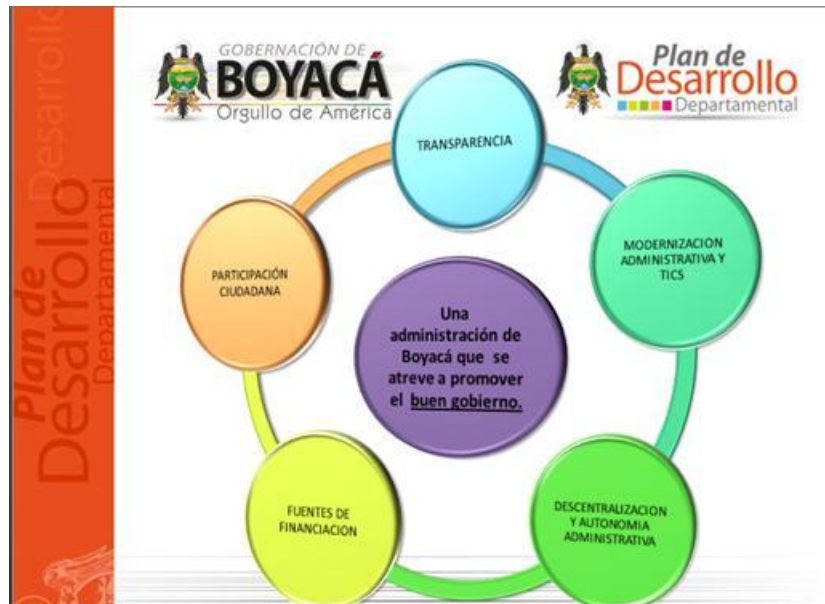 GOBERNACIÓN DE
BOYACÁ
Orgullo de América
Plan de
Desarrollo
Departamental
TRANSPARENCIA
MODERNIZACION
ADMINISTRATIVA Y
TICS
PARTICIPACIÓN
CIUDADANA
Una
administración de
Boyacá que se
atreve a promover
el buen gobierno.
FUENTES DE
FINANCIACION
DESCENTRALIZACION
Y AUTONOMIA
ADMINISTRATIVA
Plan de
Desarrollo
Departamental
Desarrollo